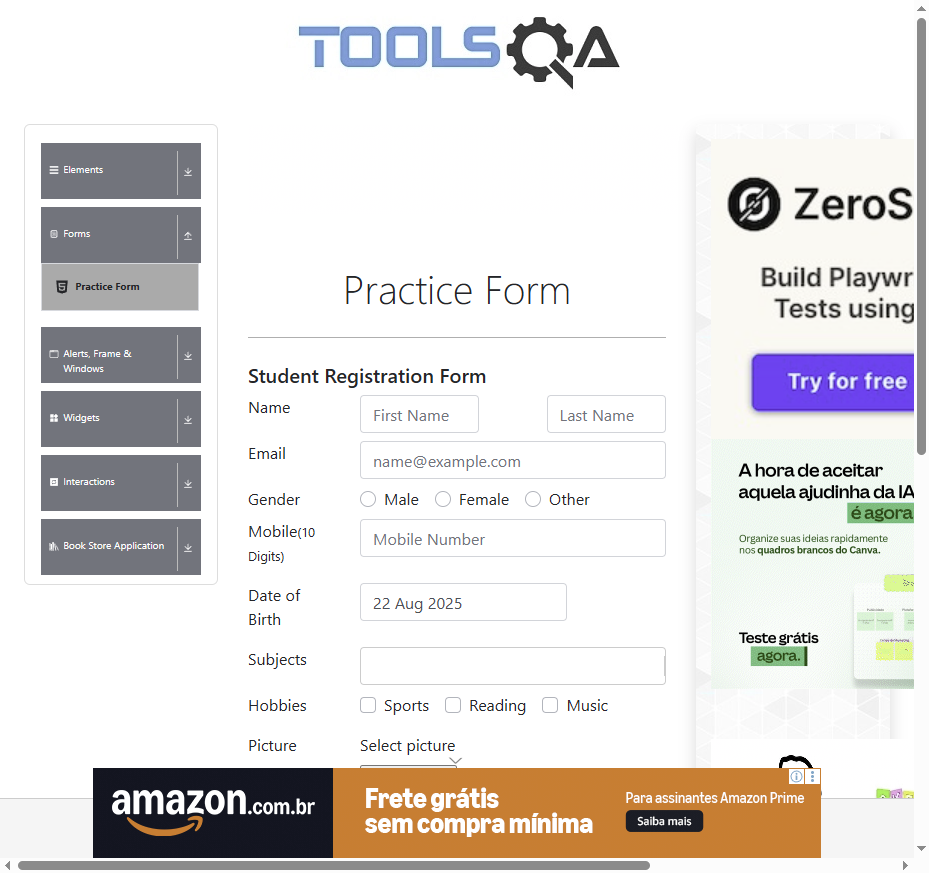 TOOLSQA
Elements
Forms
Practice Form
Alerts, Frame &
Windows
Widgets
Interactions
Book Store Application
Practice Form
Student Registration Form
Name
First Name
Last Name
Email
name@example.com
Gender
Male
Female
Other
Mobile(10
Digits)
Mobile Number
Date of
Birth
22 Aug 2025
Subjects
Hobbies
Sports
Reading
Music
Picture
Select picture
ZeroS
Build Playwr
Tests using
Try for free
A hora de aceitar
aquela ajudinha da IA
é agora
Organize suas ideias rapidamente
nos quadros brancos do Canva.
Teste grátis
agora.
amazon.com.br
Frete grátis
sem compra mínima
Para assinantes Amazon Prime
Saiba mais